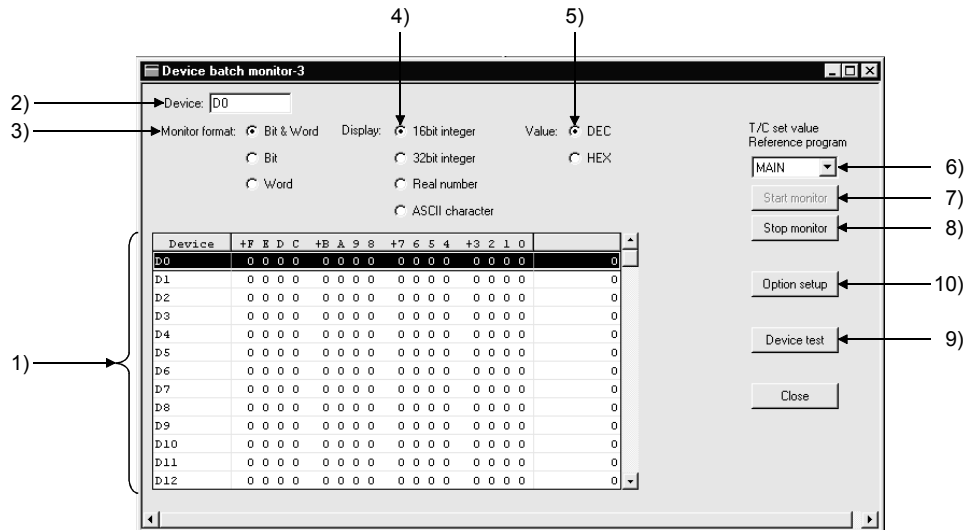 4) 5)
Device batch monitor-3
2) Device: D0
3) Monitor format: Bit & Word Display: 16bit integer Value: DEC
Bit 32bit integer HEX
Word Real number
ASCII character
T/C set value
Reference program
MAIN 6)
Start monitor 7)
Stop monitor 8)
Option setup 10)
Device test 9)
Close
1)
Device +F E D C +B A 9 8 +7 6 5 4 +3 2 1 0
D0 0 0 0 0 0 0 0 0 0 0 0 0 0 0 0 0 0
D1 0 0 0 0 0 0 0 0 0 0 0 0 0 0 0 0 0
D2 0 0 0 0 0 0 0 0 0 0 0 0 0 0 0 0 0
D3 0 0 0 0 0 0 0 0 0 0 0 0 0 0 0 0 0
D4 0 0 0 0 0 0 0 0 0 0 0 0 0 0 0 0 0
D5 0 0 0 0 0 0 0 0 0 0 0 0 0 0 0 0 0
D6 0 0 0 0 0 0 0 0 0 0 0 0 0 0 0 0 0
D7 0 0 0 0 0 0 0 0 0 0 0 0 0 0 0 0 0
D8 0 0 0 0 0 0 0 0 0 0 0 0 0 0 0 0 0
D9 0 0 0 0 0 0 0 0 0 0 0 0 0 0 0 0 0
D10 0 0 0 0 0 0 0 0 0 0 0 0 0 0 0 0 0
D11 0 0 0 0 0 0 0 0 0 0 0 0 0 0 0 0 0
D12 0 0 0 0 0 0 0 0 0 0 0 0 0 0 0 0 0